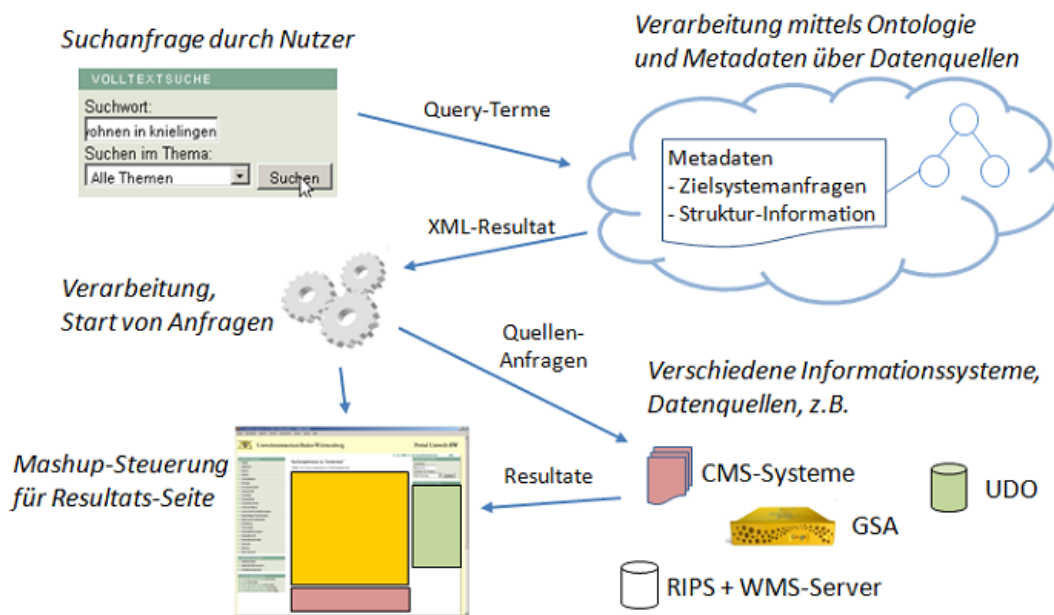 Suchanfrage durch Nutzer
VOLLTEXTSUCHE
Suchwort:
vohnen in knielingen
Suchen im Thema:
Alle Themen
Suchen
Query-Terme
Verarbeitung mittels Ontologie
und Metadaten über Datenquellen
Metadaten
- Zielsystemanfragen
- Struktur-Information
XML-Resultat
Verarbeitung,
Start von Anfragen
Quellen-
Anfragen
Verschiedene Informationssysteme,
Datenquellen, z.B.
Mashup-Steuerung
für Resultats-Seite
Resultate
CMS-Systeme
UDO
GSA
RIPS + WMS-Server